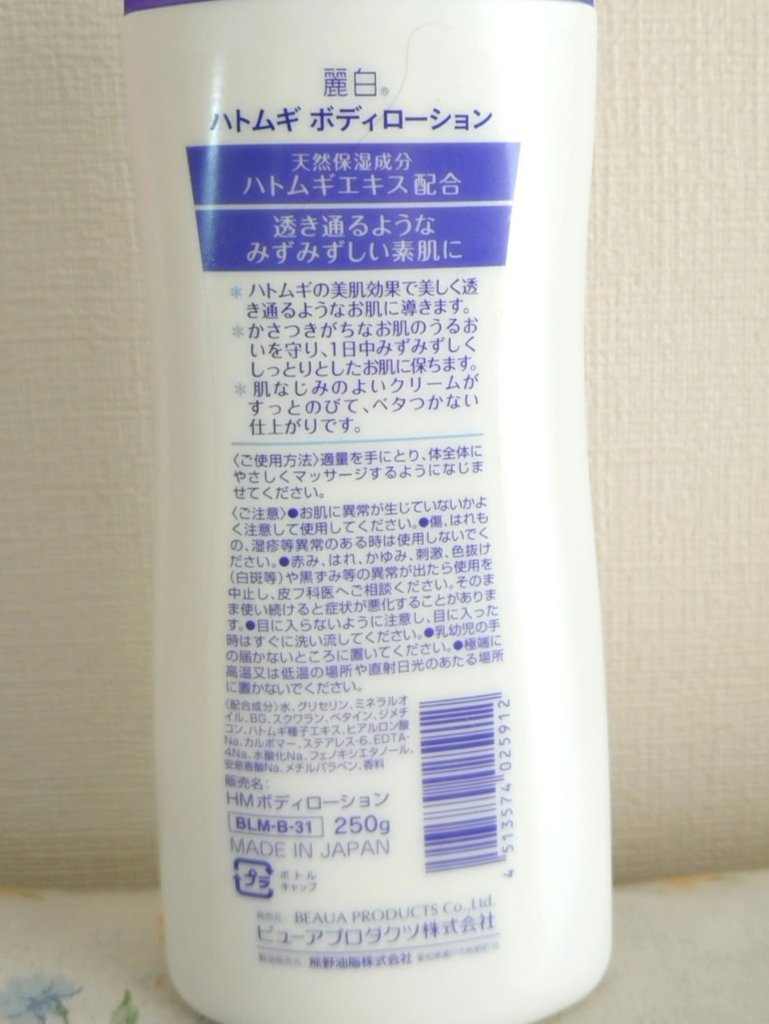 麗白®
ハトムギ ボディローション
天然保湿成分
ハトムギエキス配合
透き通るような
みずみずしい素肌に
＊ハトムギの美肌効果で美しく透
き通るようなお肌に導きます。
＊かさつきがちなお肌のうるお
いを守り、1日中みずみずしく
しっとりとしたお肌に保ちます。
＊肌なじみのよいクリームが
すっとのびて、ベタつかない
仕上がりです。
〈ご使用方法〉適量を手にとり、体全体に
やさしくマッサージするようになじま
せてください。
〈ご注意〉●お肌に異常が生じていないかよ
く注意して使用してください。●傷、はれも
の、湿疹等異常のある時は使用しないでく
ださい。●赤み、はれ、かゆみ、刺激、色抜け
(白斑等)や黒ずみ等の異常が出たら使用を
中止し、皮フ科医へご相談ください。そのま
ま使い続けると症状が悪化することがありま
す。●目に入らないように注意し、目に入った
時はすぐに洗い流してください。●乳幼児の手
の届かないところに置いてください。●極端に
高温又は低温の場所や直射日光のあたる場所
に置かないでください。
〈配合成分〉水、グリセリン、ミネラルオ
イル、BG、スクワラン、ベタイン、ジメチ
コン、ハトムギ種子エキス、ヒアルロン酸
Na、カルボマー、ステアレス-6、EDTA-
4Na、水酸化Na、フェノキシエタノール、
安息香酸Na、メチルパラベン、香料
販売名:
HMボディローション
BLM-B-31 250g
MADE IN JAPAN
プラ
ボトル
キャップ
4 513574 025912
発売元 BEAUA PRODUCTS Co.,Ltd.
ビューアプロダクツ株式会社
製造販売元 熊野油脂株式会社